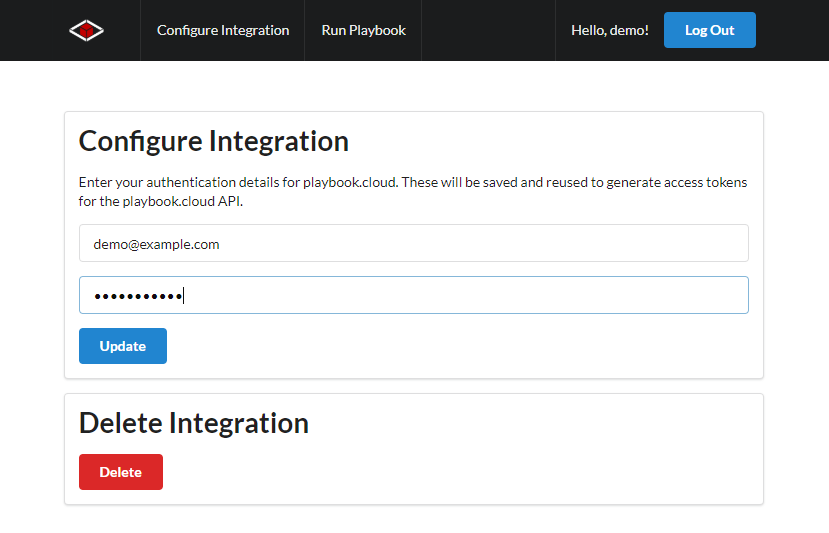 Configure Integration
Run Playbook
Hello, demo!
Log Out
Configure Integration
Enter your authentication details for playbook.cloud. These will be saved and reused to generate access tokens
for the playbook.cloud API.
demo@example.com
•••••••••••
Update
Delete Integration
Delete